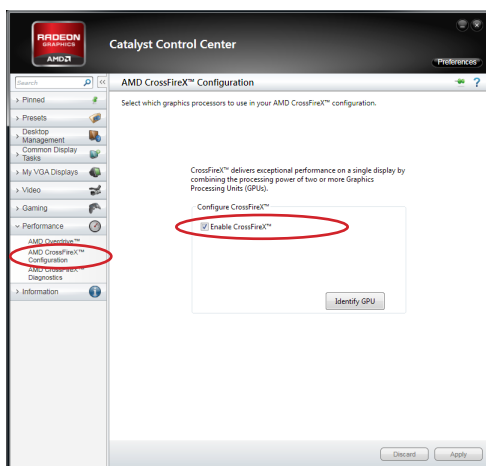 RADEON
GRAPHICS
AMD
Catalyst Control Center
Preferences
Search
AMD CrossFireX™ Configuration
?
Select which graphics processors to use in your AMD CrossFireX™ configuration.
> Pinned
> Presets
> Desktop
Management
> Common Display
Tasks
> My VGA Displays
> Video
> Gaming
Performance
AMD Overdrive™
AMD CrossFireX™
Configuration
AMD CrossFireX™
Diagnostics
> Information
CrossFireX™ delivers exceptional performance on a single display by
combining the processing power of two or more Graphics
Processing Units (GPUs).
Configure CrossFireX™
Enable CrossFireX™
Identify GPU
Discard
Apply